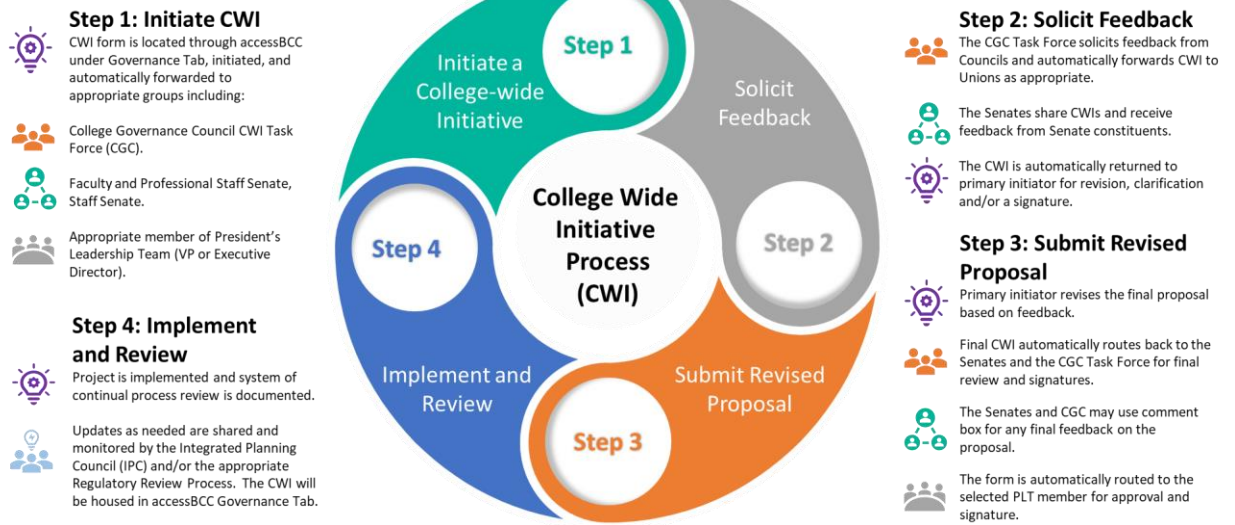 Step 1: Initiate CWI
CWI form is located through accessBCC
under Governance Tab, initiated, and
automatically forwarded to
appropriate groups including:
College Governance Council CWI Task
Force (CGC).
Faculty and Professional Staff Senate,
Staff Senate.
Appropriate member of President's
Leadership Team (VP or Executive
Director).
Step 4: Implement
and Review
Project is implemented and system of
continual process review is documented.
Updates as needed are shared and
monitored by the Integrated Planning
Council (IPC) and/or the appropriate
Regulatory Review Process. The CWI will
be housed in accessBCC Governance Tab.
Step 1
Initiate a
College-wide
Initiative
Solicit
Feedback
College Wide
Initiative
Process
(CWI)
Step 4
Step 2
Implement and
Review
Submit Revised
Proposal
Step 3
Step 2: Solicit Feedback
The CGC Task Force solicits feedback from
Councils and automatically forwards CWI to
Unions as appropriate.
The Senates share CWIs and receive
feedback from Senate constituents.
The CWI is automatically returned to
primary initiator for revision, clarification
and/or a signature.
Step 3: Submit Revised
Proposal
Primary initiator revises the final proposal
based on feedback.
Final CWI automatically routes back to the
Senates and the CGC Task Force for final
review and signatures.
The Senates and CGC may use comment
box for any final feedback on the
proposal.
The form is automatically routed to the
selected PLT member for approval and
signature.